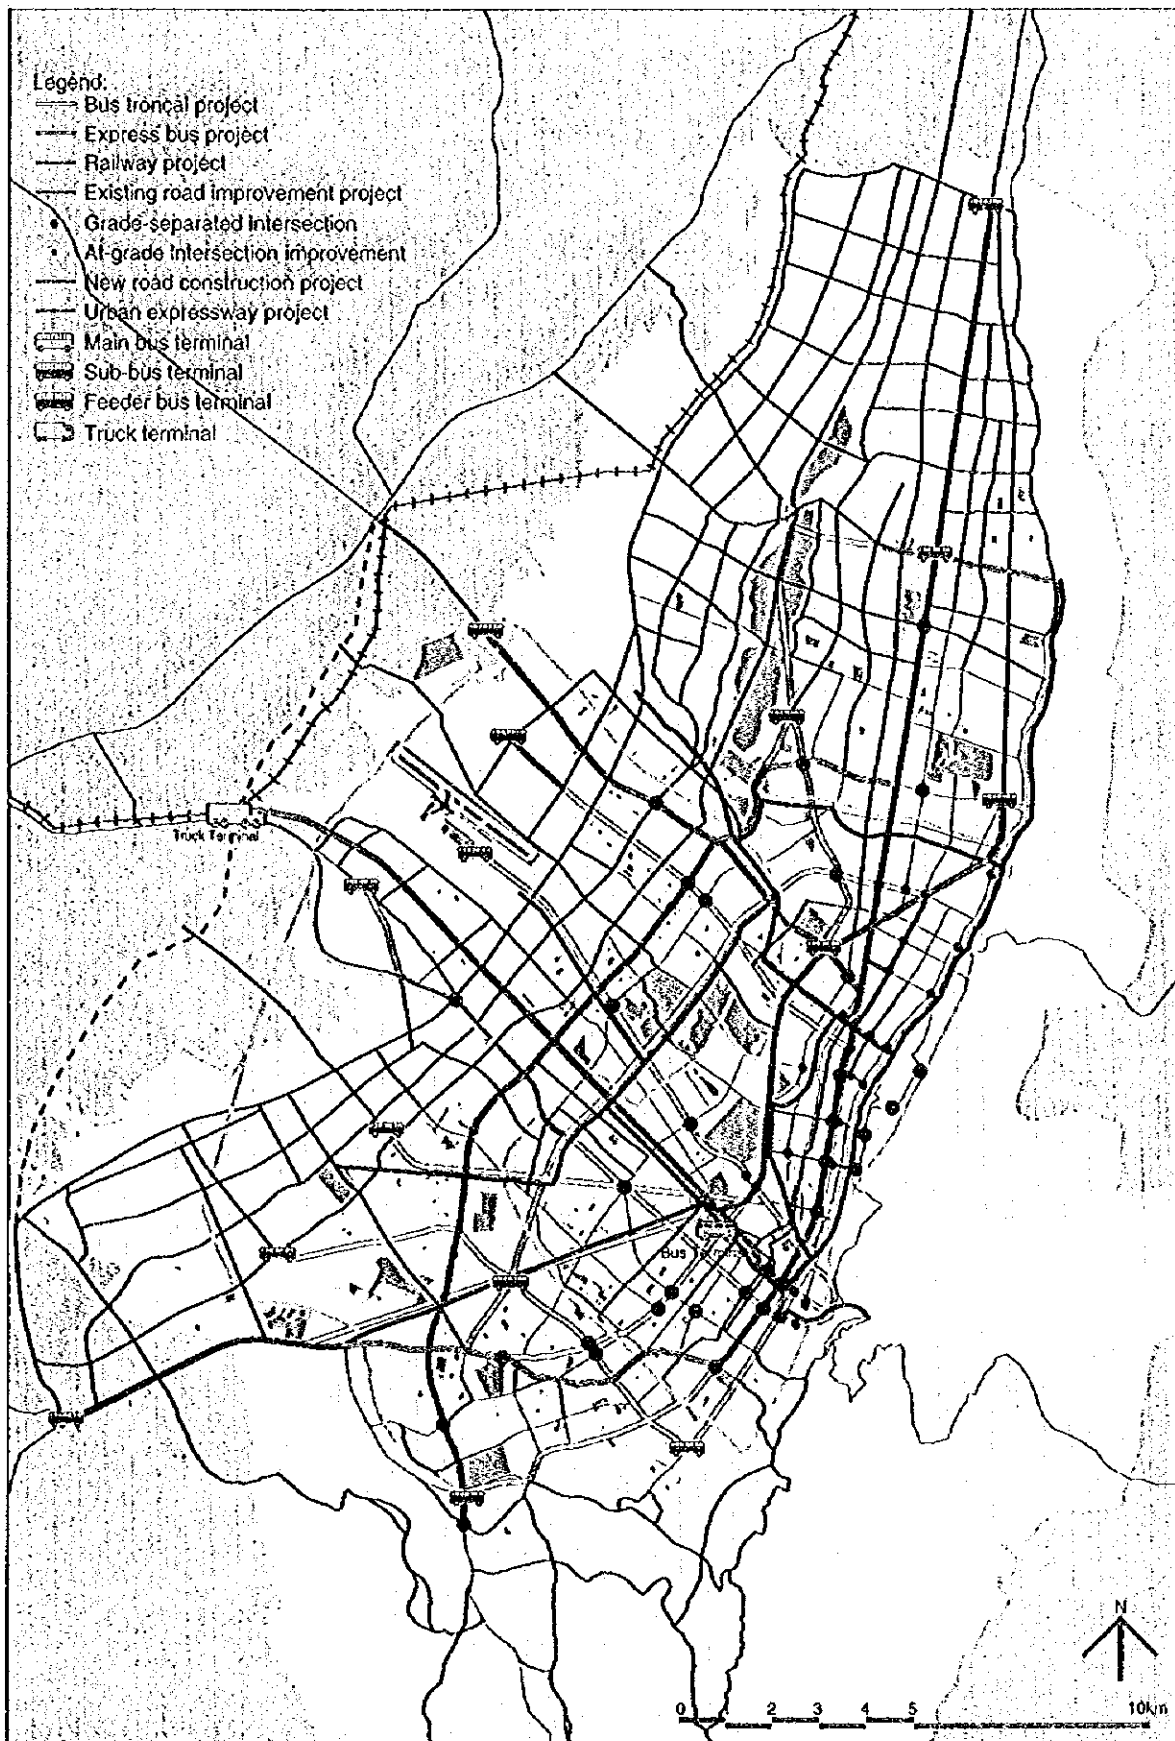 Legend:
Bus troncal project
Express bus project
Railway project
Existing road improvement project
Grade-separated intersection
At-grade intersection improvement
New road construction project
Urban expressway project
Main bus terminal
Sub-bus terminal
Feeder bus terminal
Truck terminal
Truck Terminal
Bus
N
0 1 2 3 4 5 10km